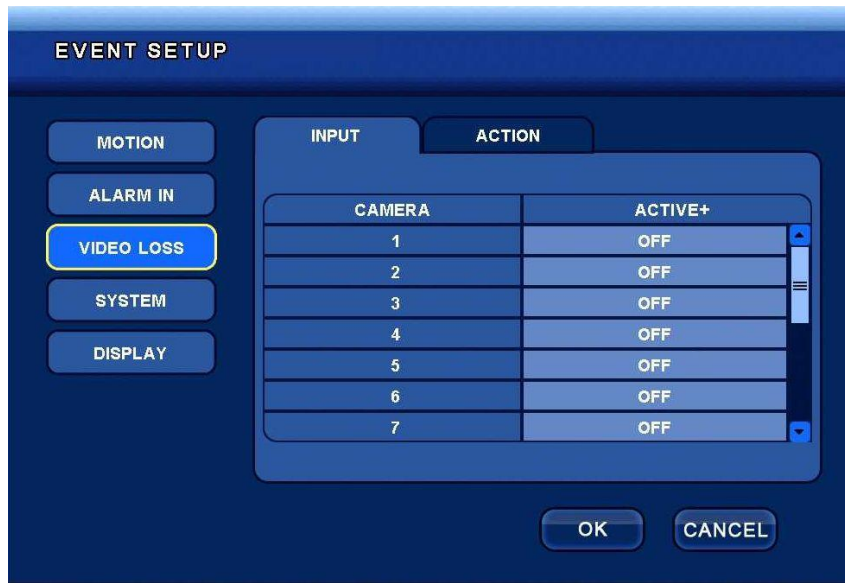 EVENT SETUP
MOTION
ALARM IN
VIDEO LOSS
SYSTEM
DISPLAY
INPUT ACTION
CAMERA ACTIVE+
1 OFF
2 OFF
3 OFF
4 OFF
5 OFF
6 OFF
7 OFF
OK CANCEL